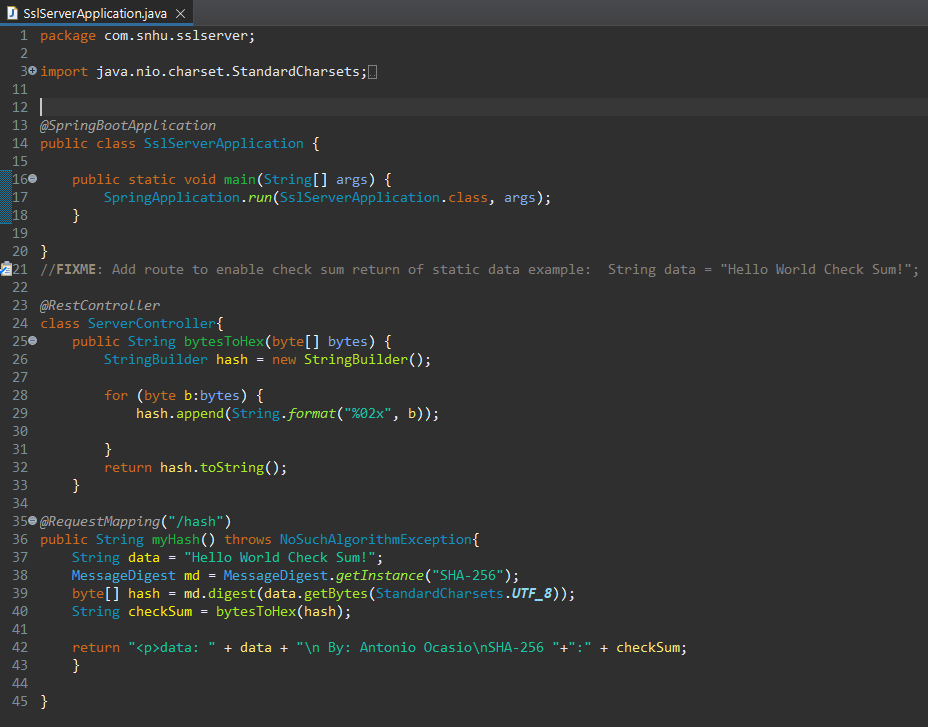 SslServerApplication.java
1 package com.snhu.sslserver;
2
3 import java.nio.charset.StandardCharsets;
11
12
13 @SpringBootApplication
14 public class SslServerApplication {
15
16     public static void main(String[] args) {
17         SpringApplication.run(SslServerApplication.class, args);
18     }
19
20 }
21 //FIXME: Add route to enable check sum return of static data example:  String data = "Hello World Check Sum!";
22
23 @RestController
24 class ServerController{
25     public String bytesToHex(byte[] bytes) {
26         StringBuilder hash = new StringBuilder();
27
28         for (byte b:bytes) {
29             hash.append(String.format("%02x", b));
30
31         }
32         return hash.toString();
33     }
34
35 @RequestMapping("/hash")
36 public String myHash() throws NoSuchAlgorithmException{
37     String data = "Hello World Check Sum!";
38     MessageDigest md = MessageDigest.getInstance("SHA-256");
39     byte[] hash = md.digest(data.getBytes(StandardCharsets.UTF_8));
40     String checkSum = bytesToHex(hash);
41
42     return "<p>data: " + data + "\n By: Antonio Ocasio\nSHA-256 "+":" + checkSum;
43     }
44
45 }